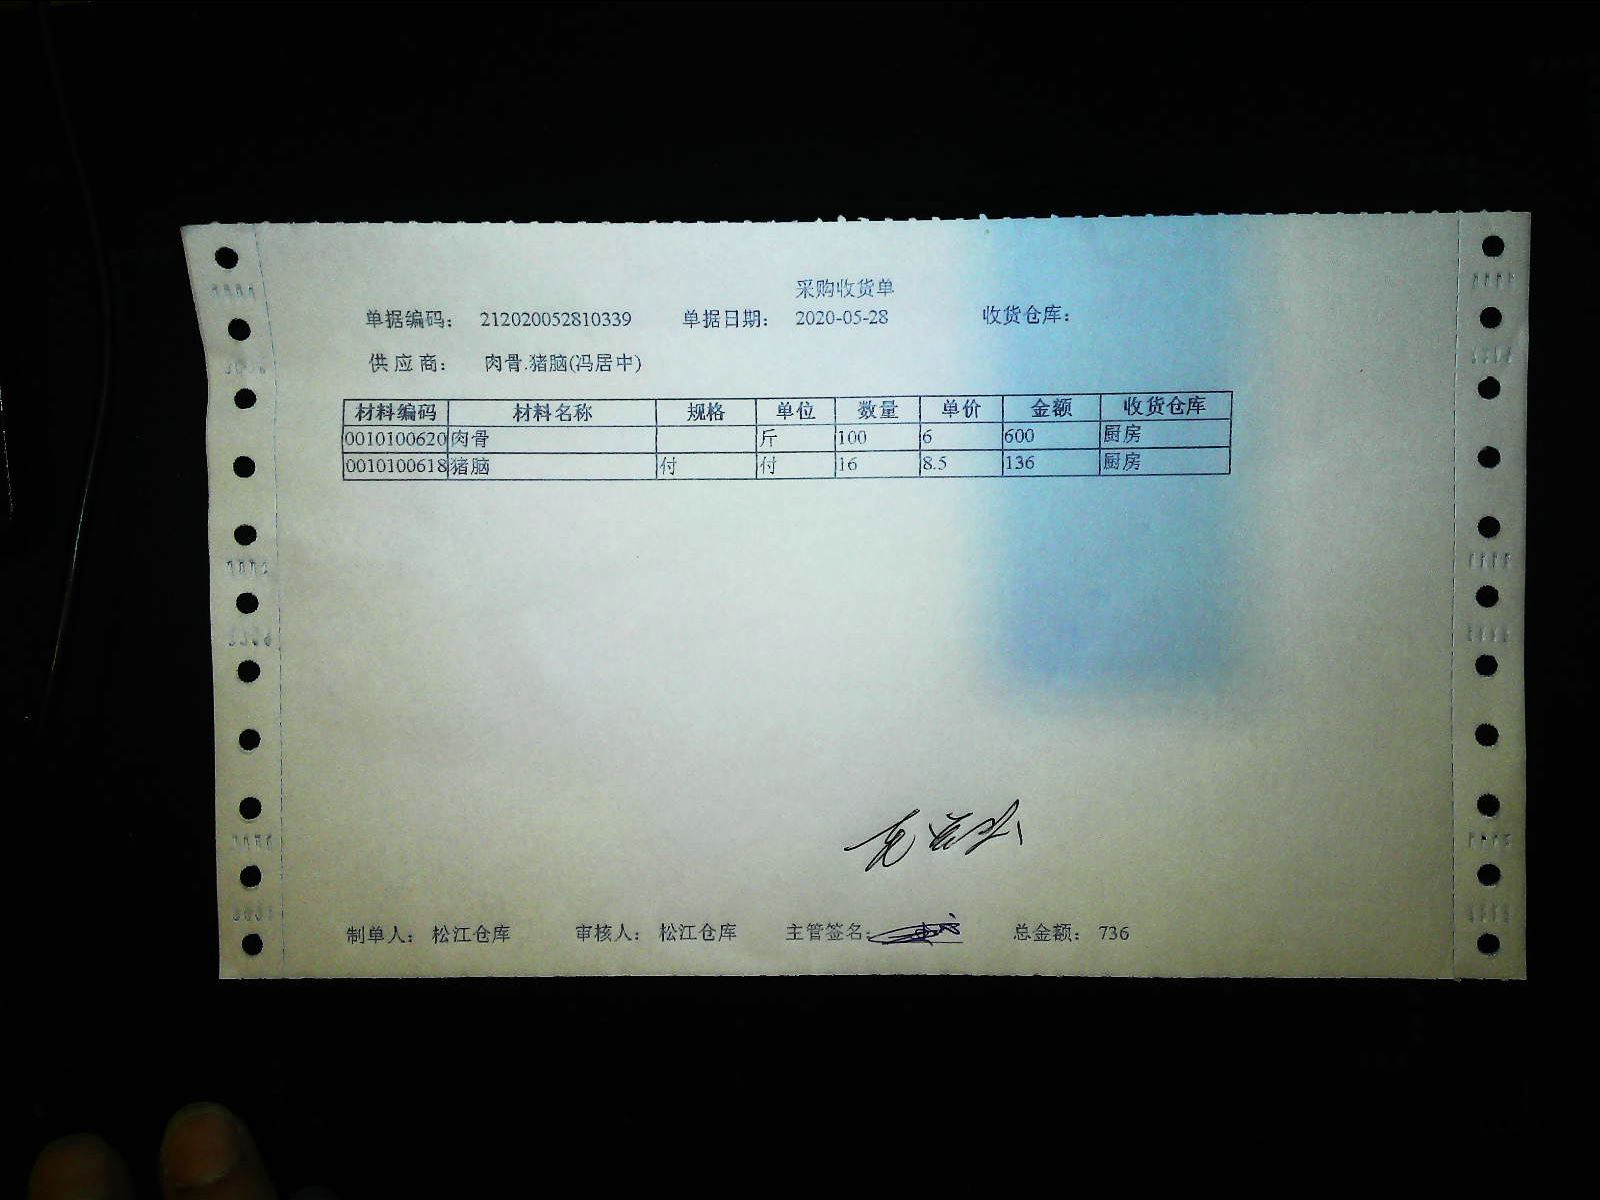 采购收货单
单据编码： 212020052810339 单据日期： 2020-05-28 收货仓库：
供应商： 肉骨.猪脑(冯居中)
材料编码 材料名称 规格 单位 数量 单价 金额 收货仓库
0010100620 肉骨 斤 100 6 600 厨房
0010100618 猪脑 付 付 16 8.5 136 厨房
制单人： 松江仓库 审核人： 松江仓库 主管签名： 总金额： 736